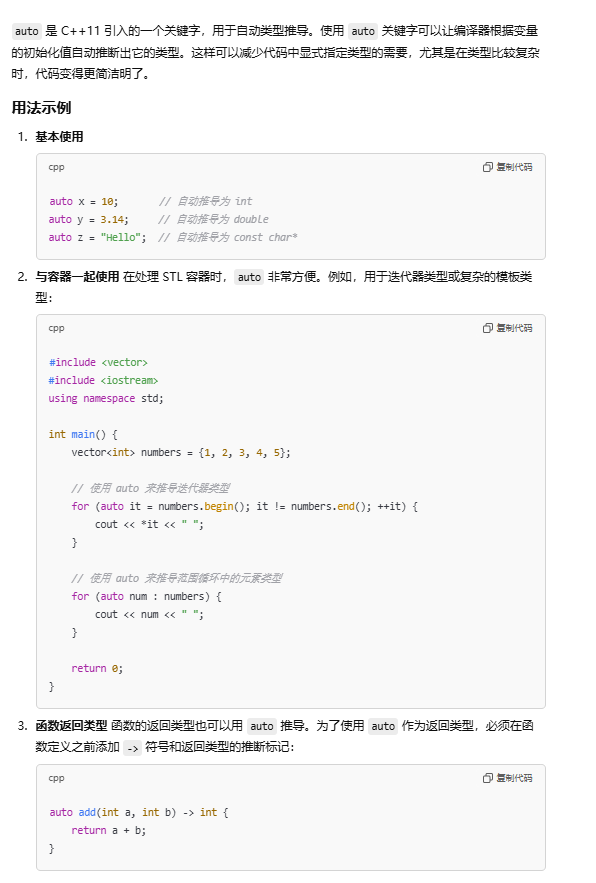 auto 是 C++11 引入的一个关键字，用于自动类型推导。使用 auto 关键字可以让编译器根据变量
的初始化值自动推断出它的类型。这样可以减少代码中显式指定类型的需要，尤其是在类型比较复杂
时，代码变得更简洁明了。
用法示例
1. 基本使用
cpp 复制代码
auto x = 10;       // 自动推导为 int
auto y = 3.14;     // 自动推导为 double
auto z = "Hello";  // 自动推导为 const char*
2. 与容器一起使用 在处理 STL 容器时，auto 非常方便。例如，用于迭代器类型或复杂的模板类
型：
cpp 复制代码
#include <vector>
#include <iostream>
using namespace std;
int main() {
    vector<int> numbers = {1, 2, 3, 4, 5};
    // 使用 auto 来推导迭代器类型
    for (auto it = numbers.begin(); it != numbers.end(); ++it) {
        cout << *it << " ";
    }
    // 使用 auto 来推导范围循环中的元素类型
    for (auto num : numbers) {
        cout << num << " ";
    }
    return 0;
}
3. 函数返回类型 函数的返回类型也可以用 auto 推导。为了使用 auto 作为返回类型，必须在函
数定义之前添加 -> 符号和返回类型的推断标记：
cpp 复制代码
auto add(int a, int b) -> int {
    return a + b;
}